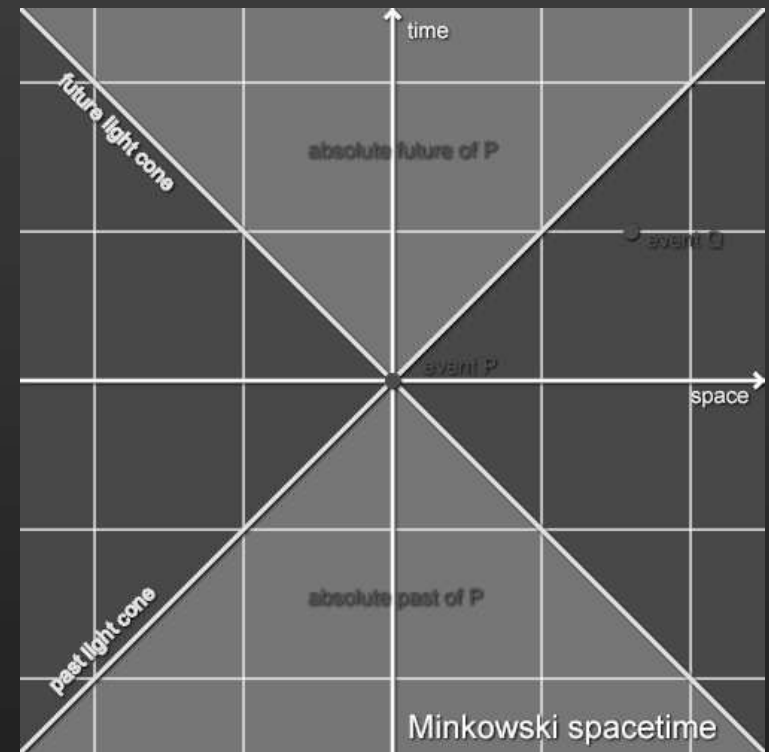 time
future light cone
absolute future of P
event Q
event P
space
absolute past of P
past light cone
Minkowski spacetime